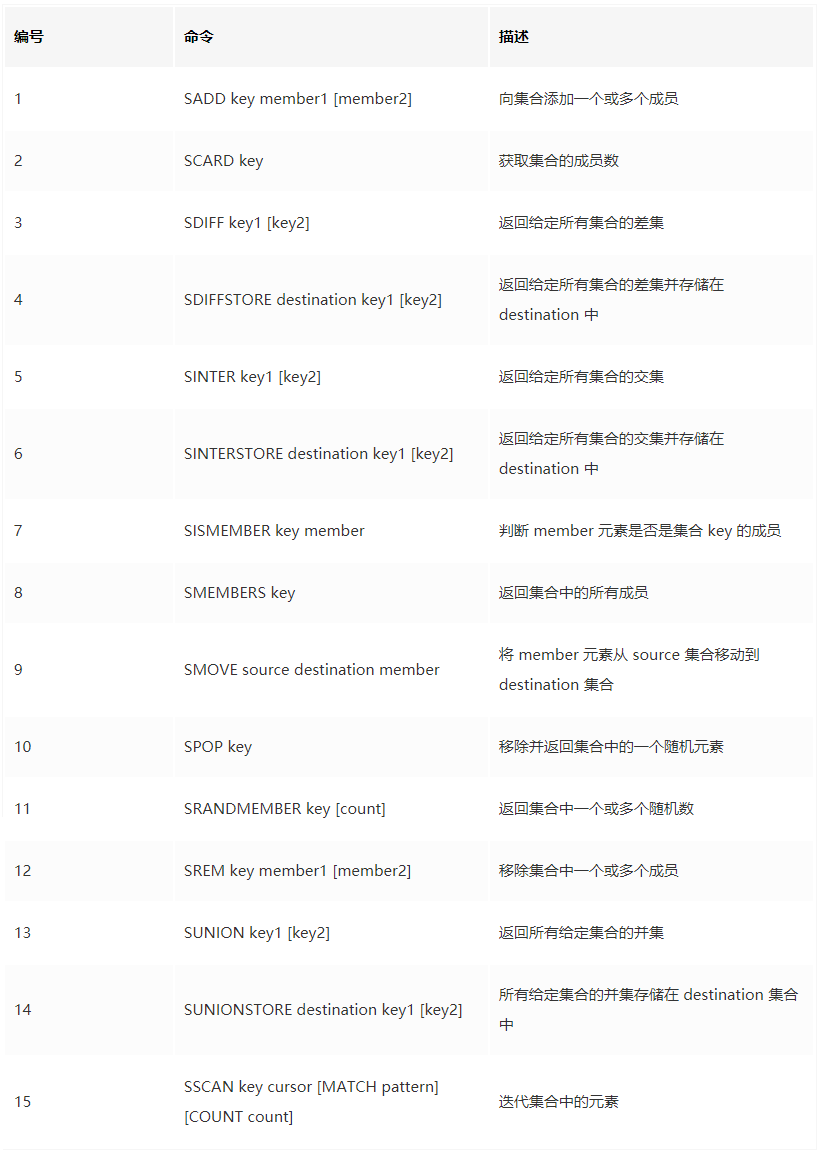 编号 命令 描述
1 SADD key member1 [member2] 向集合添加一个或多个成员
2 SCARD key 获取集合的成员数
3 SDIFF key1 [key2] 返回给定所有集合的差集
4 SDIFFSTORE destination key1 [key2] 返回给定所有集合的差集并存储在
destination 中
5 SINTER key1 [key2] 返回给定所有集合的交集
6 SINTERSTORE destination key1 [key2] 返回给定所有集合的交集并存储在
destination 中
7 SISMEMBER key member 判断 member 元素是否是集合 key 的成员
8 SMEMBERS key 返回集合中的所有成员
9 SMOVE source destination member 将 member 元素从 source 集合移动到
destination 集合
10 SPOP key 移除并返回集合中的一个随机元素
11 SRANDMEMBER key [count] 返回集合中一个或多个随机数
12 SREM key member1 [member2] 移除集合中一个或多个成员
13 SUNION key1 [key2] 返回所有给定集合的并集
14 SUNIONSTORE destination key1 [key2] 所有给定集合的并集存储在 destination 集合
中
15 SSCAN key cursor [MATCH pattern]
[COUNT count] 迭代集合中的元素